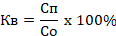 Кв = Сп/Со х 100%